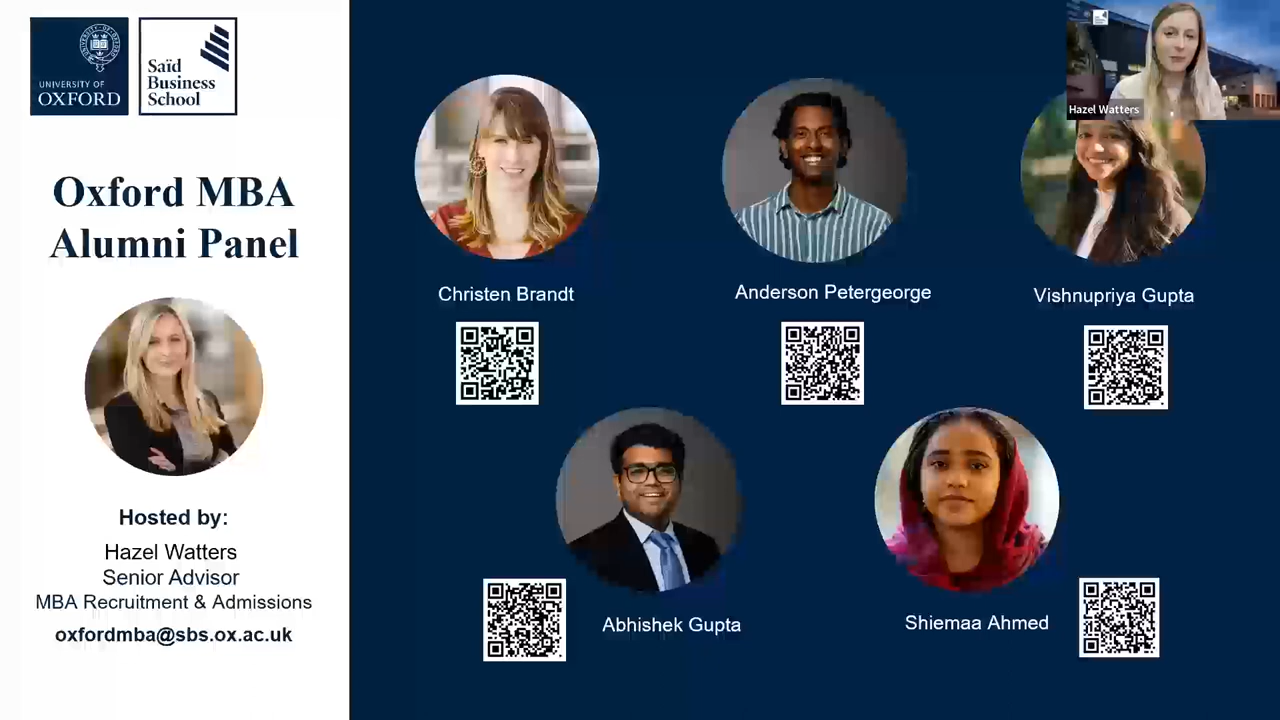 UNIVERSITY OF
OXFORD
Saïd
Business
School
Oxford MBA
Alumni Panel
Hosted by:
Hazel Watters
Senior Advisor
MBA Recruitment & Admissions
oxfordmba@sbs.ox.ac.uk
Hazel Watters
Christen Brandt
Anderson Petergeorge
Vishnupriya Gupta
Abhishek Gupta
Shiemaa Ahmed